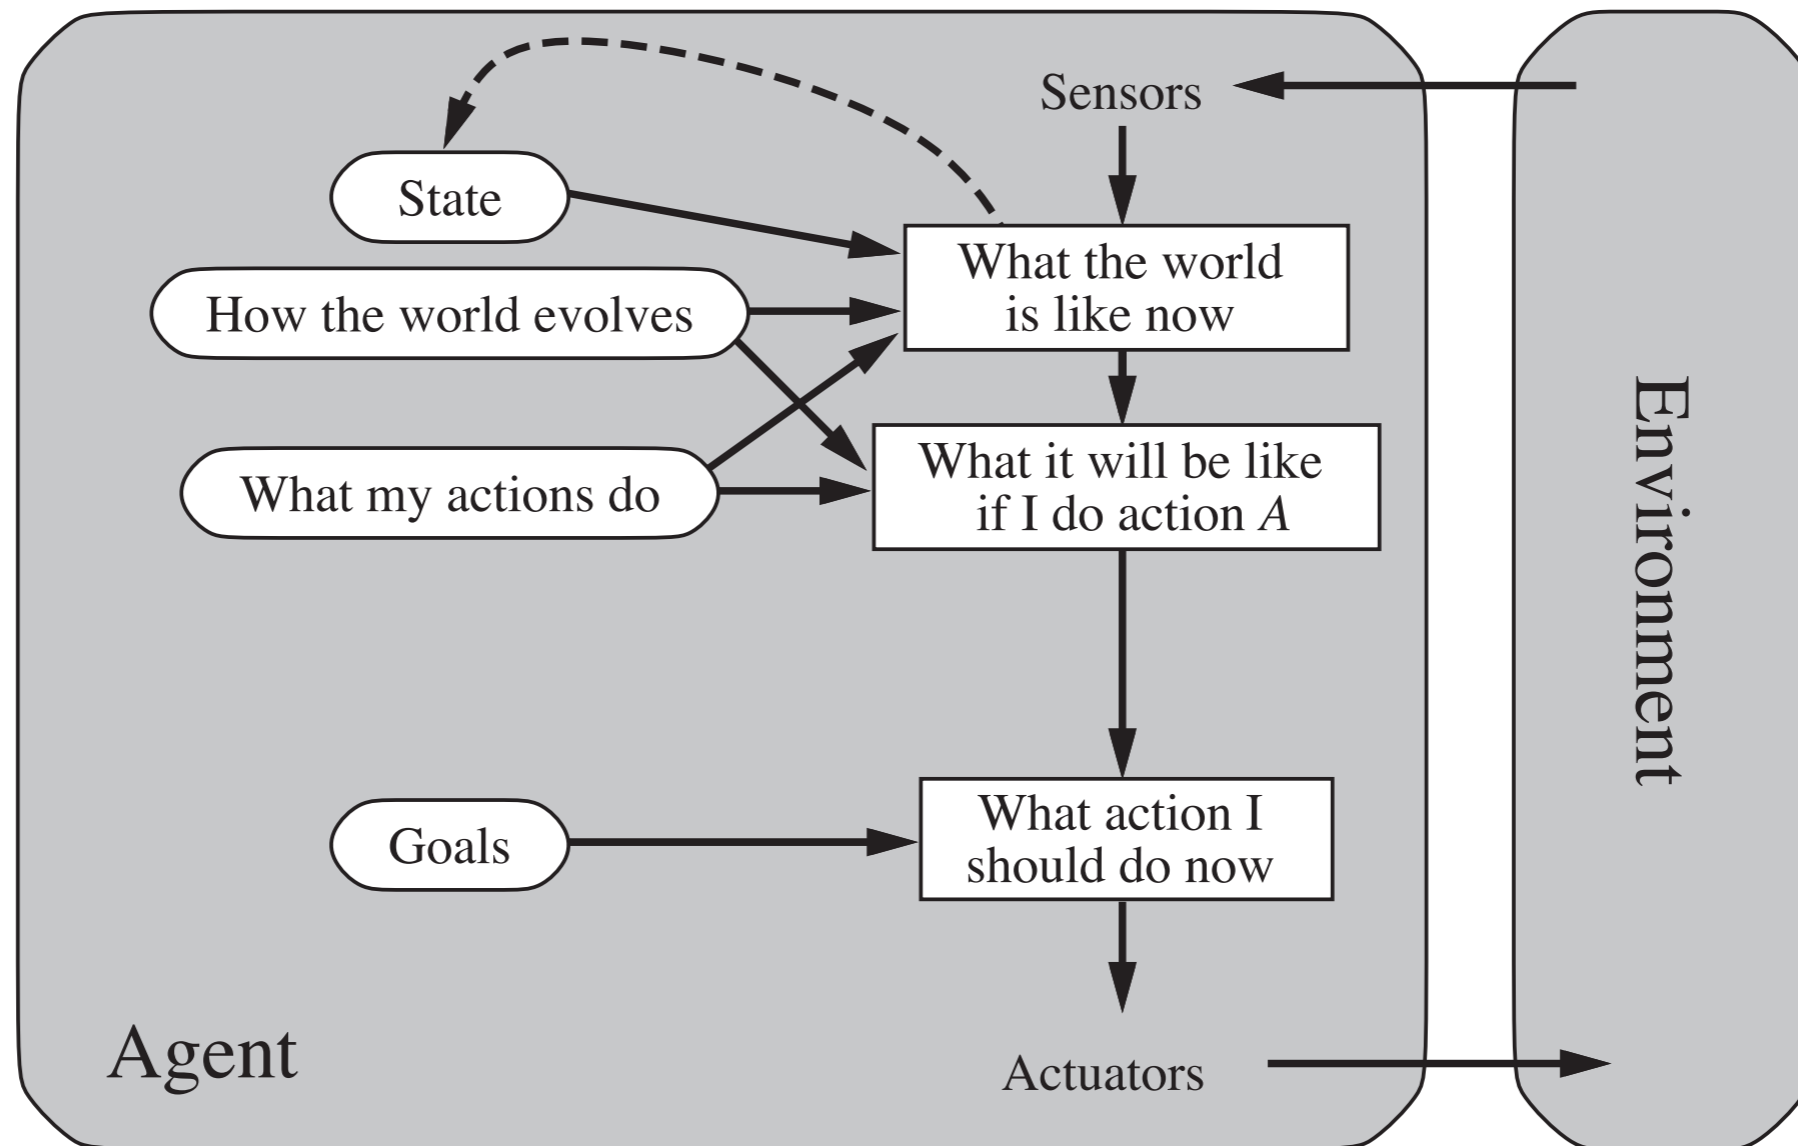 Sensors
State
What the world
is like now
How the world evolves
What it will be like
if I do action A
What my actions do
Environment
What action I
should do now
Goals
Agent
Actuators